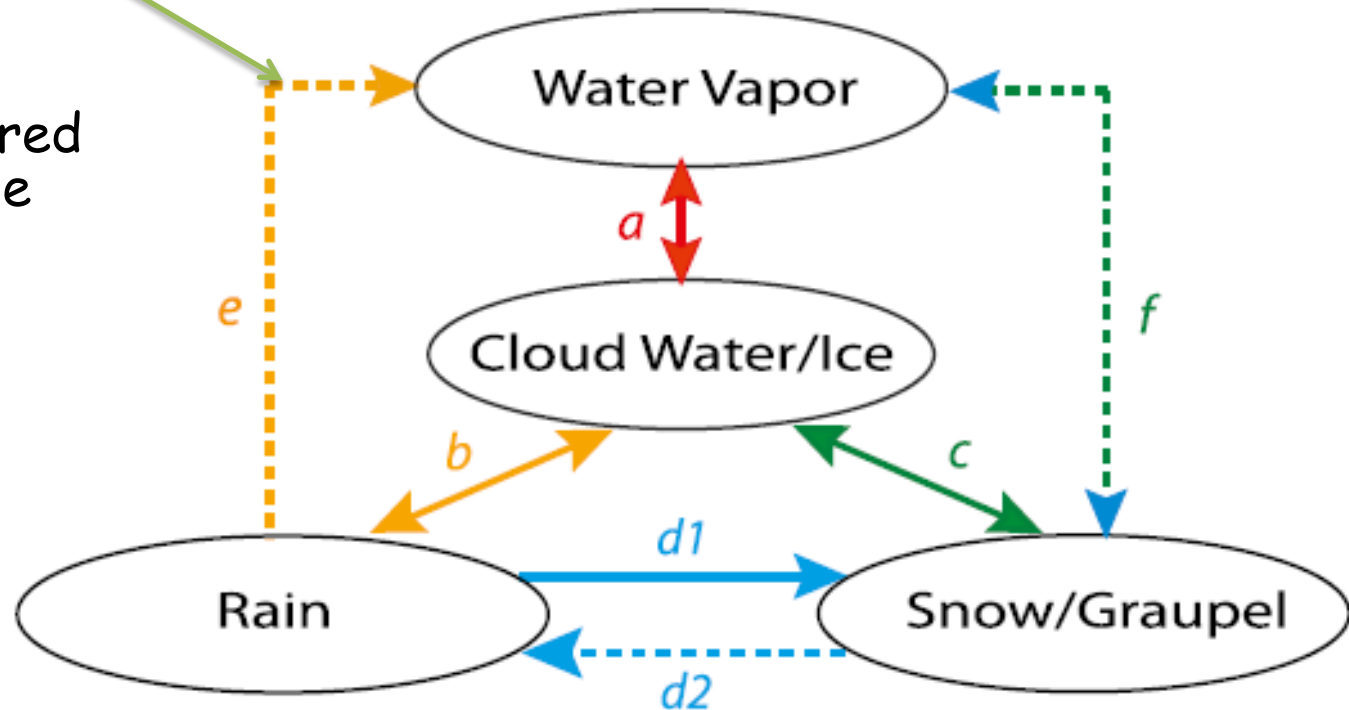 Water Vapor
red
e
a
e
f
Cloud Water/Ice
b
c
d1
Rain
Snow/Graupel
d2